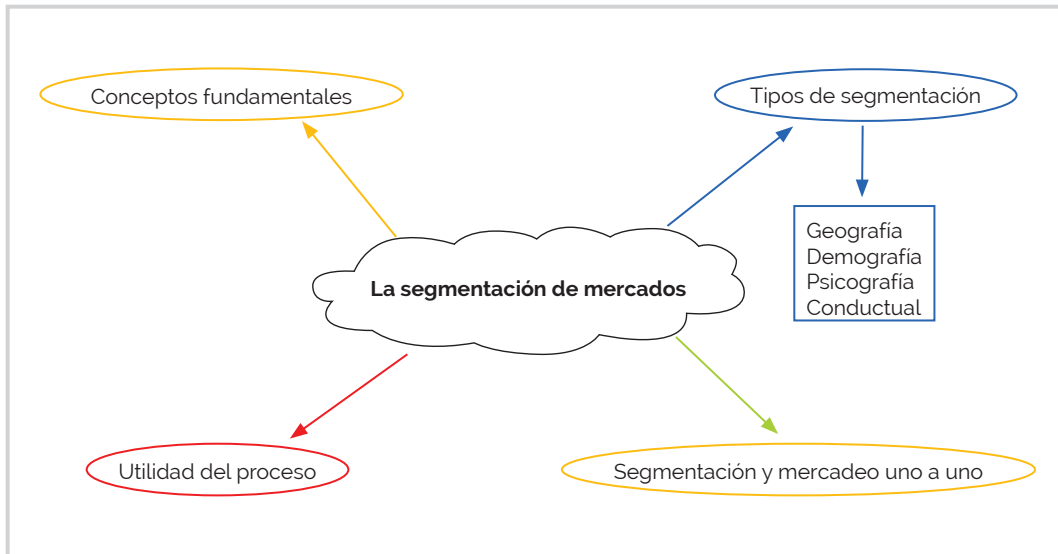 Conceptos fundamentales
Tipos de segmentación
Geografía
Demografía
Psicografía
Conductual
La segmentación de mercados
Utilidad del proceso
Segmentación y mercadeo uno a uno